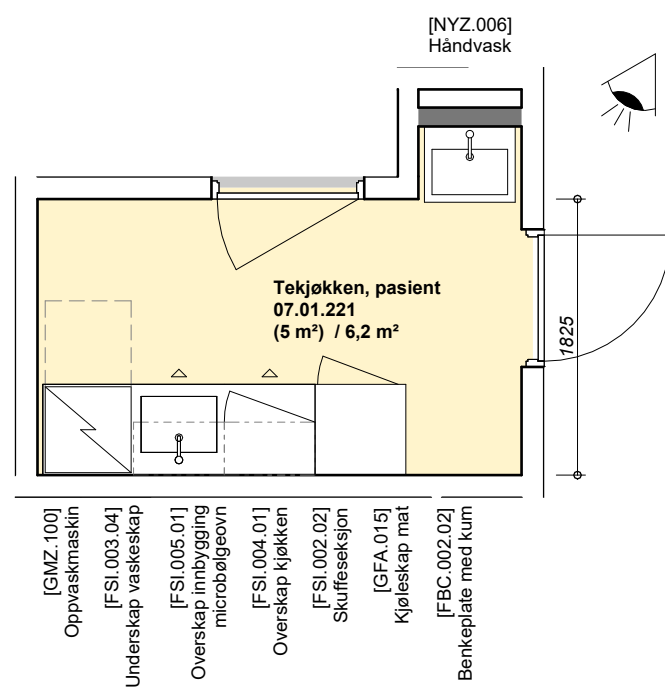 [NYZ.006]
Håndvask
Tekjøkken, pasient
07.01.221
(5 m²) / 6,2 m²
1825
[GMZ.100]
Oppvaskmaskin
[FSI.003.04]
Underskap vaskeskap
[FSI.005.01]
Overskap innbygging
microbølgeovn
[FSI.004.01]
Overskap kjøkken
[FSI.002.02]
Skuffeseksjon
[GFA.015]
Kjøleskap mat
[FBC.002.02]
Benkeplate med kum